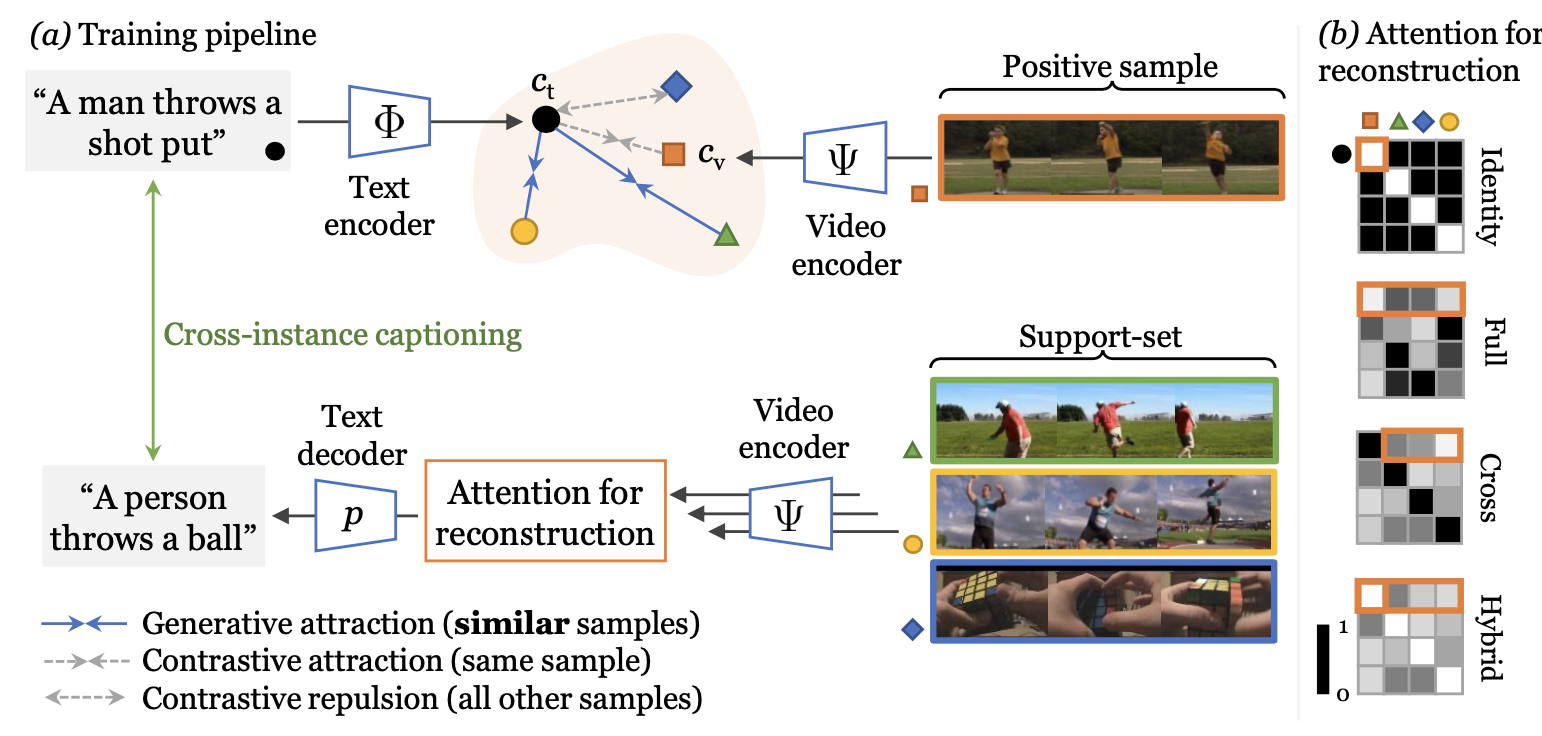 (a) Training pipeline
“A man throws a
shot put”
Φ
Text
encoder
ct
cv
Ψ
Video
encoder
Positive sample
Cross-instance captioning
Support-set
“A person
throws a ball”
Text
decoder
p
Attention for
reconstruction
Video
encoder
Ψ
Generative attraction (similar samples)
Contrastive attraction (same sample)
Contrastive repulsion (all other samples)
(b) Attention for
reconstruction
Identity
Full
Cross
Hybrid
1
0